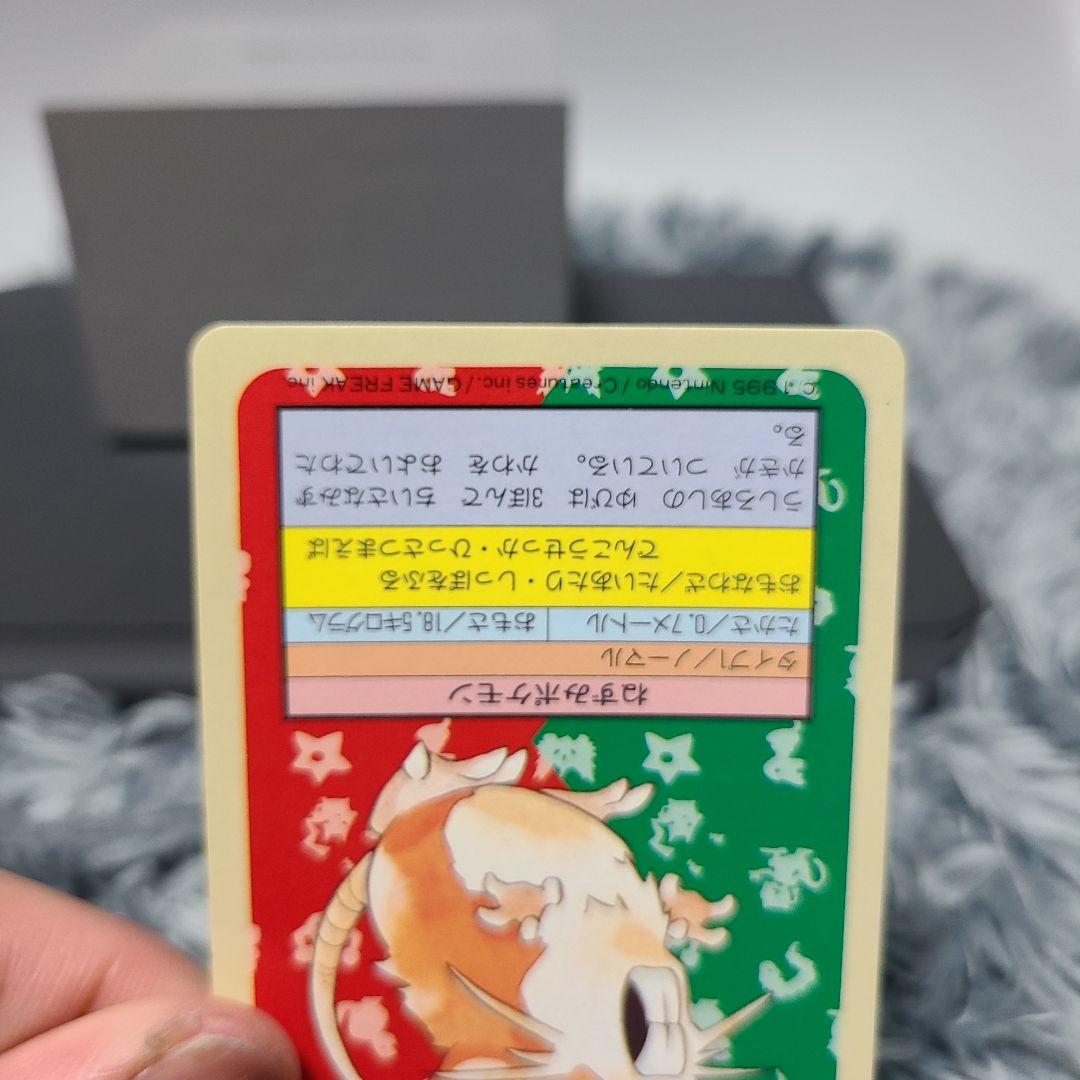 ねずみポケモン
タイプ/ノーマル
たかさ/0.7メートル おもさ/18.5キログラム
おもなわざ/たいあたり・しっぽをふる
でんこうせっか・ひっさつまえば
うしろあしの ゆびは 3ぼんで ちいさなみず
かきが ついている。 かわを およいでわた
る。
©1995 Nintendo / Creatures inc. / GAME FREAK inc.